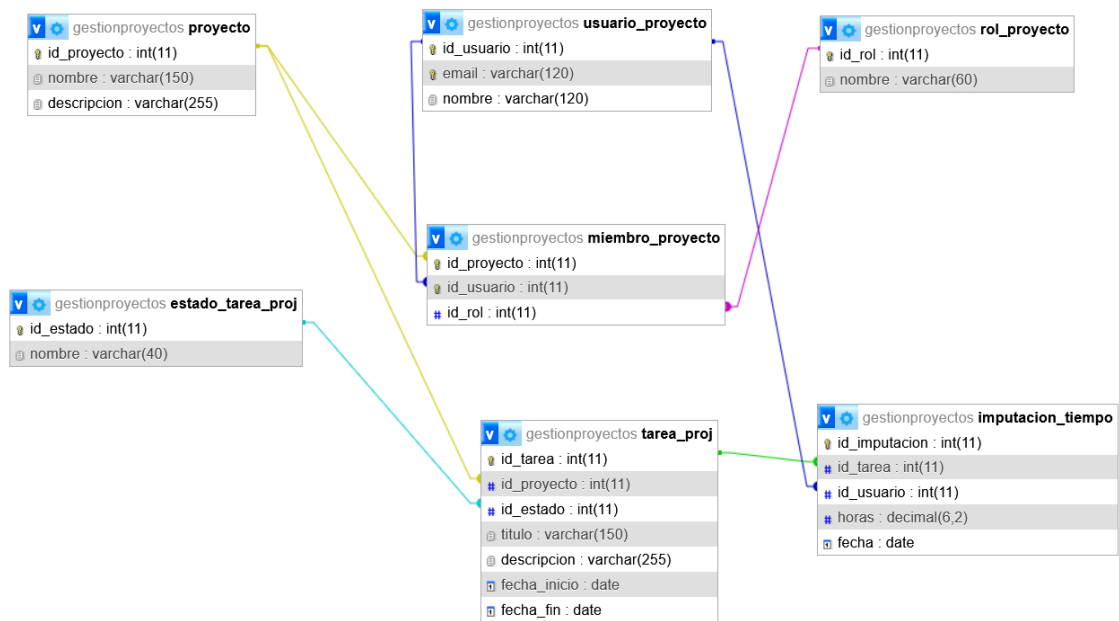 gestionproyectos proyecto
id_proyecto : int(11)
nombre : varchar(150)
descripcion : varchar(255)
gestionproyectos usuario_proyecto
id_usuario : int(11)
email : varchar(120)
nombre : varchar(120)
gestionproyectos rol_proyecto
id_rol : int(11)
nombre : varchar(60)
gestionproyectos miembro_proyecto
id_proyecto : int(11)
id_usuario : int(11)
# id_rol : int(11)
gestionproyectos estado_tarea_proj
id_estado : int(11)
nombre : varchar(40)
gestionproyectos tarea_proj
id_tarea : int(11)
# id_proyecto : int(11)
# id_estado : int(11)
titulo : varchar(150)
descripcion : varchar(255)
fecha_inicio : date
fecha_fin : date
gestionproyectos imputacion_tiempo
id_imputacion : int(11)
# id_tarea : int(11)
# id_usuario : int(11)
# horas : decimal(6,2)
fecha : date